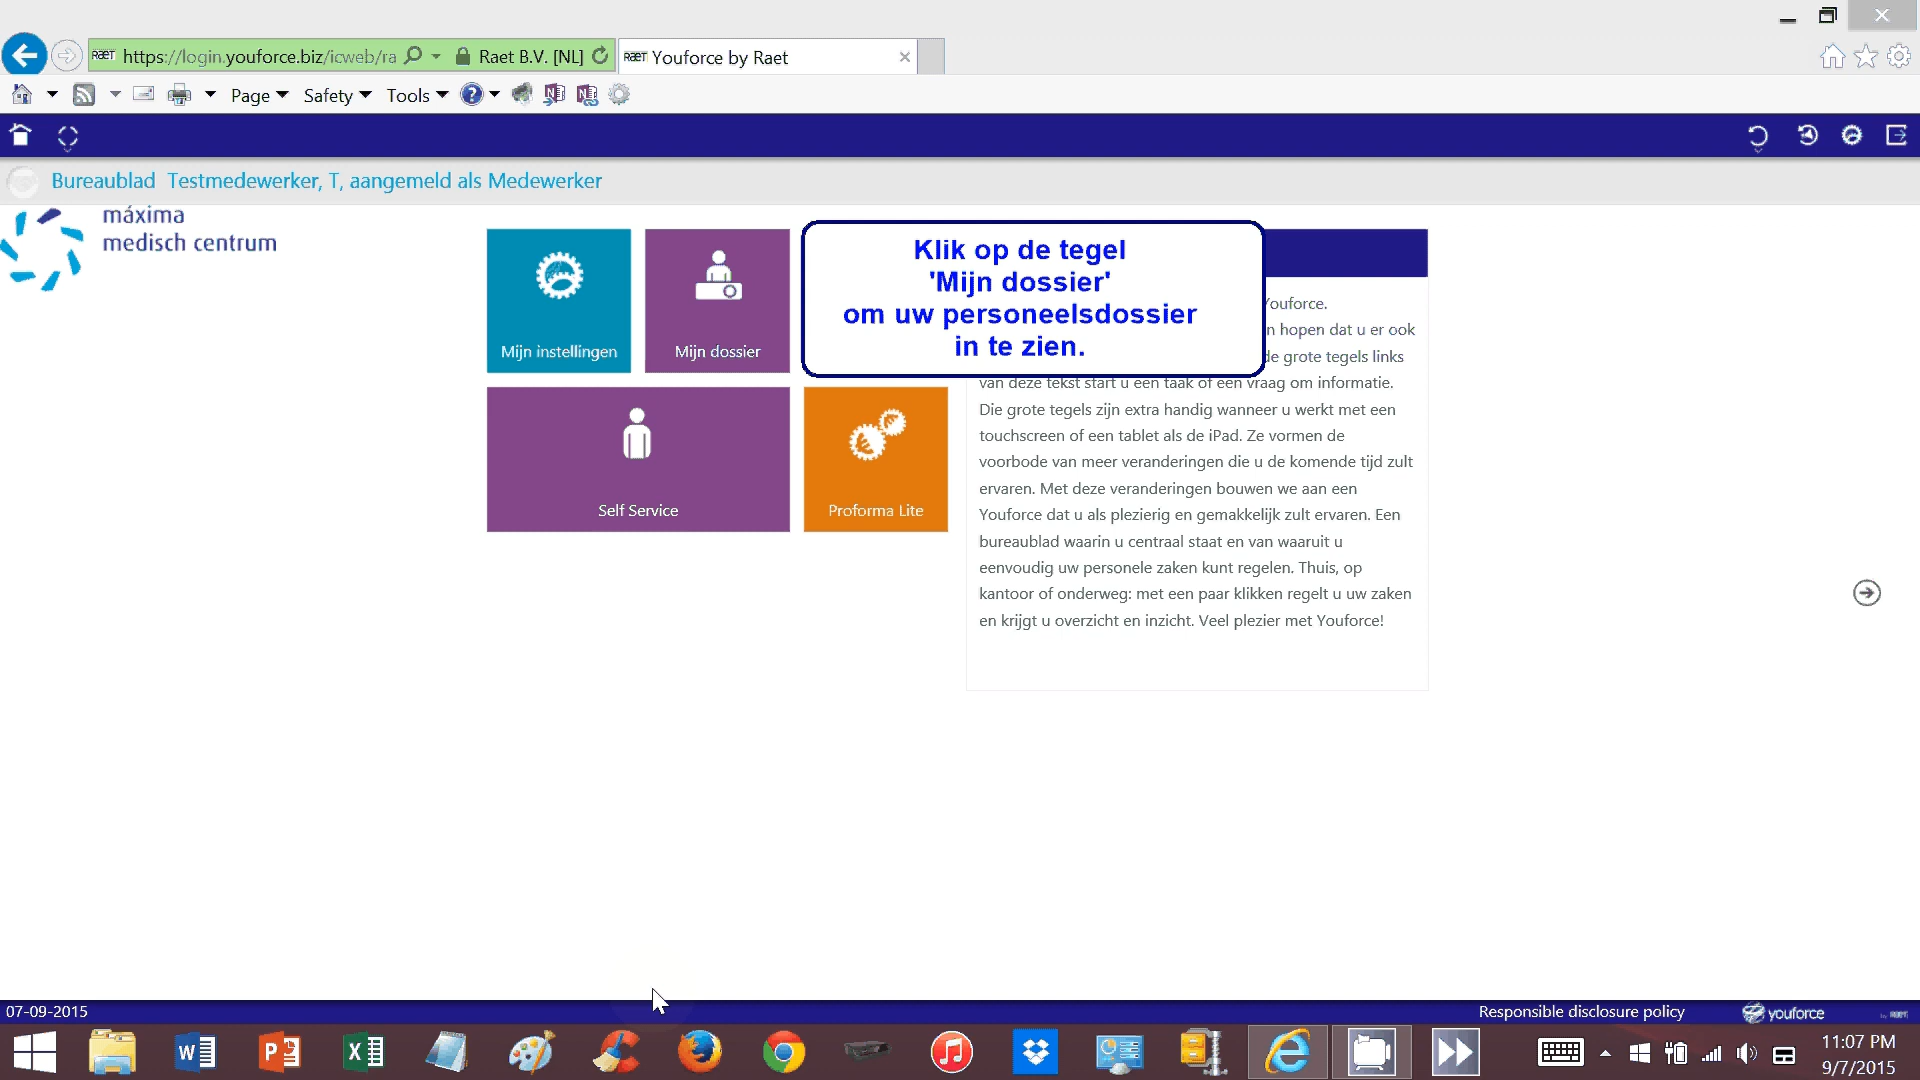 https://login.youforce.biz/icweb/ra
Raet B.V. [NL]
Raet Youforce by Raet
Page
Safety
Tools
Bureaublad Testmedewerker, T, aangemeld als Medewerker
máxima
medisch centrum
Mijn instellingen
Mijn dossier
Self Service
Proforma Lite
Klik op de tegel
'Mijn dossier'
om uw personeelsdossier
in te zien.
Youforce.
n hopen dat u er ook
de grote tegels links
van deze tekst start u een taak of een vraag om informatie.
Die grote tegels zijn extra handig wanneer u werkt met een
touchscreen of een tablet als de iPad. Ze vormen de
voorbode van meer veranderingen die u de komende tijd zult
ervaren. Met deze veranderingen bouwen we aan een
Youforce dat u als plezierig en gemakkelijk zult ervaren. Een
bureaublad waarin u centraal staat en van waaruit u
eenvoudig uw personele zaken kunt regelen. Thuis, op
kantoor of onderweg: met een paar klikken regelt u uw zaken
en krijgt u overzicht en inzicht. Veel plezier met Youforce!
07-09-2015
Responsible disclosure policy
youforce
11:07 PM
9/7/2015